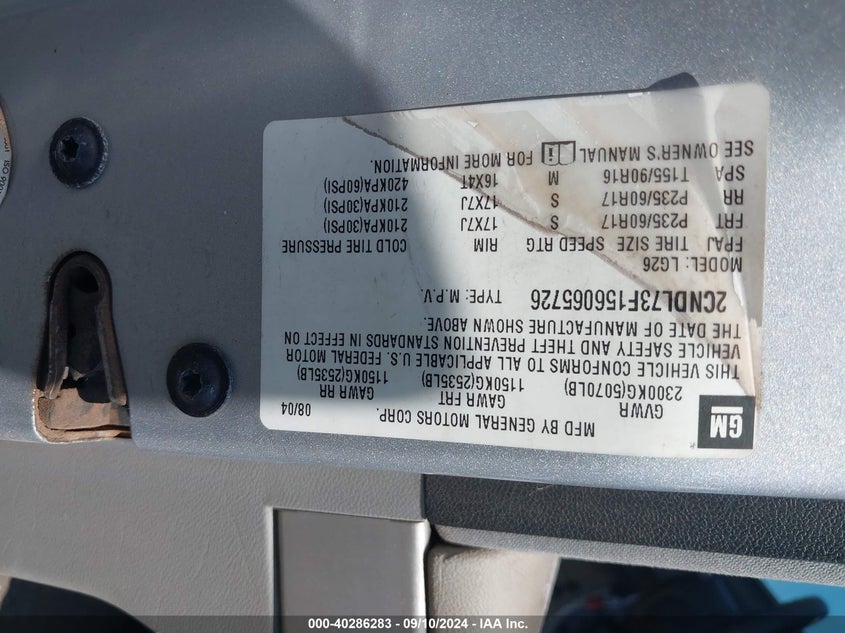 GM
MFD BY GENERAL MOTORS CORP. 08/04
GVWR GAWR FRT GAWR RR
2300KG(5070LB) 1150KG(2535LB) 1150KG(2535LB)
THIS VEHICLE CONFORMS TO ALL APPLICABLE U.S. FEDERAL MOTOR
VEHICLE SAFETY AND THEFT PREVENTION STANDARDS IN EFFECT ON
THE DATE OF MANUFACTURE SHOWN ABOVE.
2CNDL73F156065726 TYPE: M.P.V.
MODEL: LG26
FPAJ TIRE SIZE SPEED RTG RIM COLD TIRE PRESSURE
FRT P235/60R17 S 17X7J 210KPA(30PSI)
RR P235/60R17 S 17X7J 210KPA(30PSI)
SPA T155/90R16 M 16X4T 420KPA(60PSI)
SEE OWNER'S MANUAL FOR MORE INFORMATION.
000-40286283 - 09/10/2024 - IAA Inc.